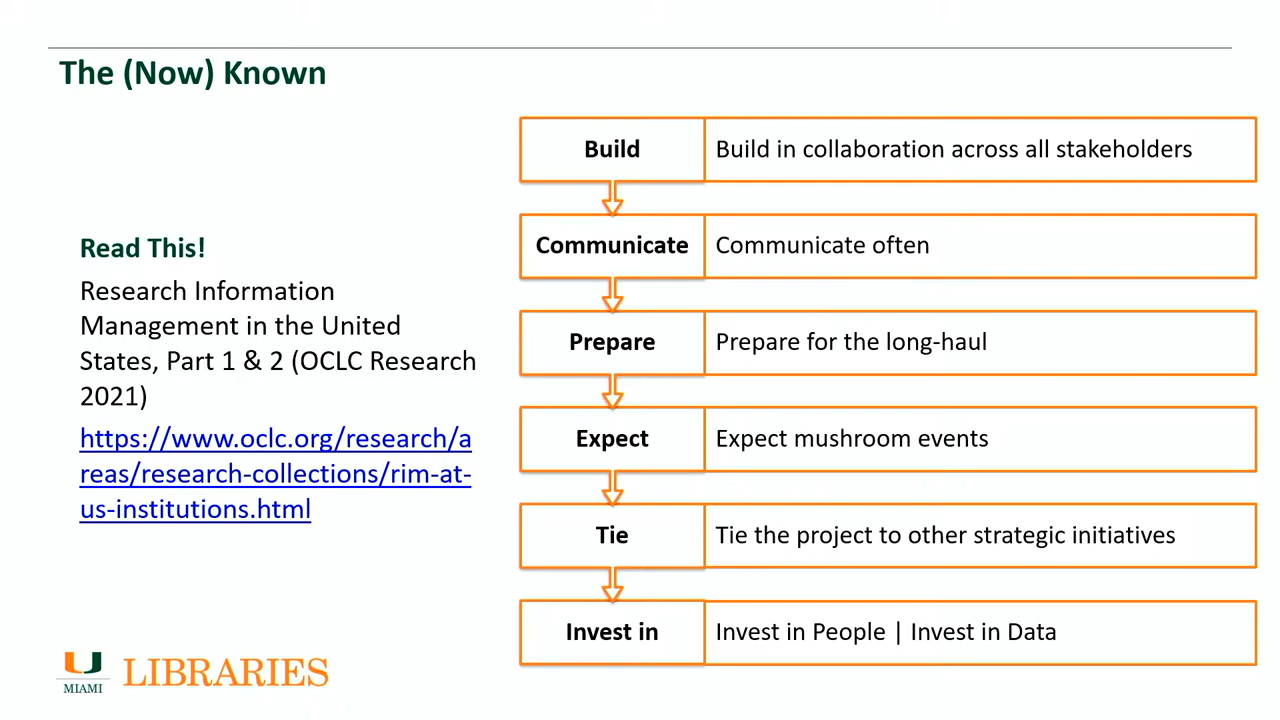 The (Now) Known
Read This!
Research Information
Management in the United
States, Part 1 & 2 (OCLC Research
2021)
https://www.oclc.org/research/a
reas/research-collections/rim-at-
us-institutions.html
Build
Build in collaboration across all stakeholders
Communicate
Communicate often
Prepare
Prepare for the long-haul
Expect
Expect mushroom events
Tie
Tie the project to other strategic initiatives
Invest in
Invest in People | Invest in Data
U
MIAMI
LIBRARIES